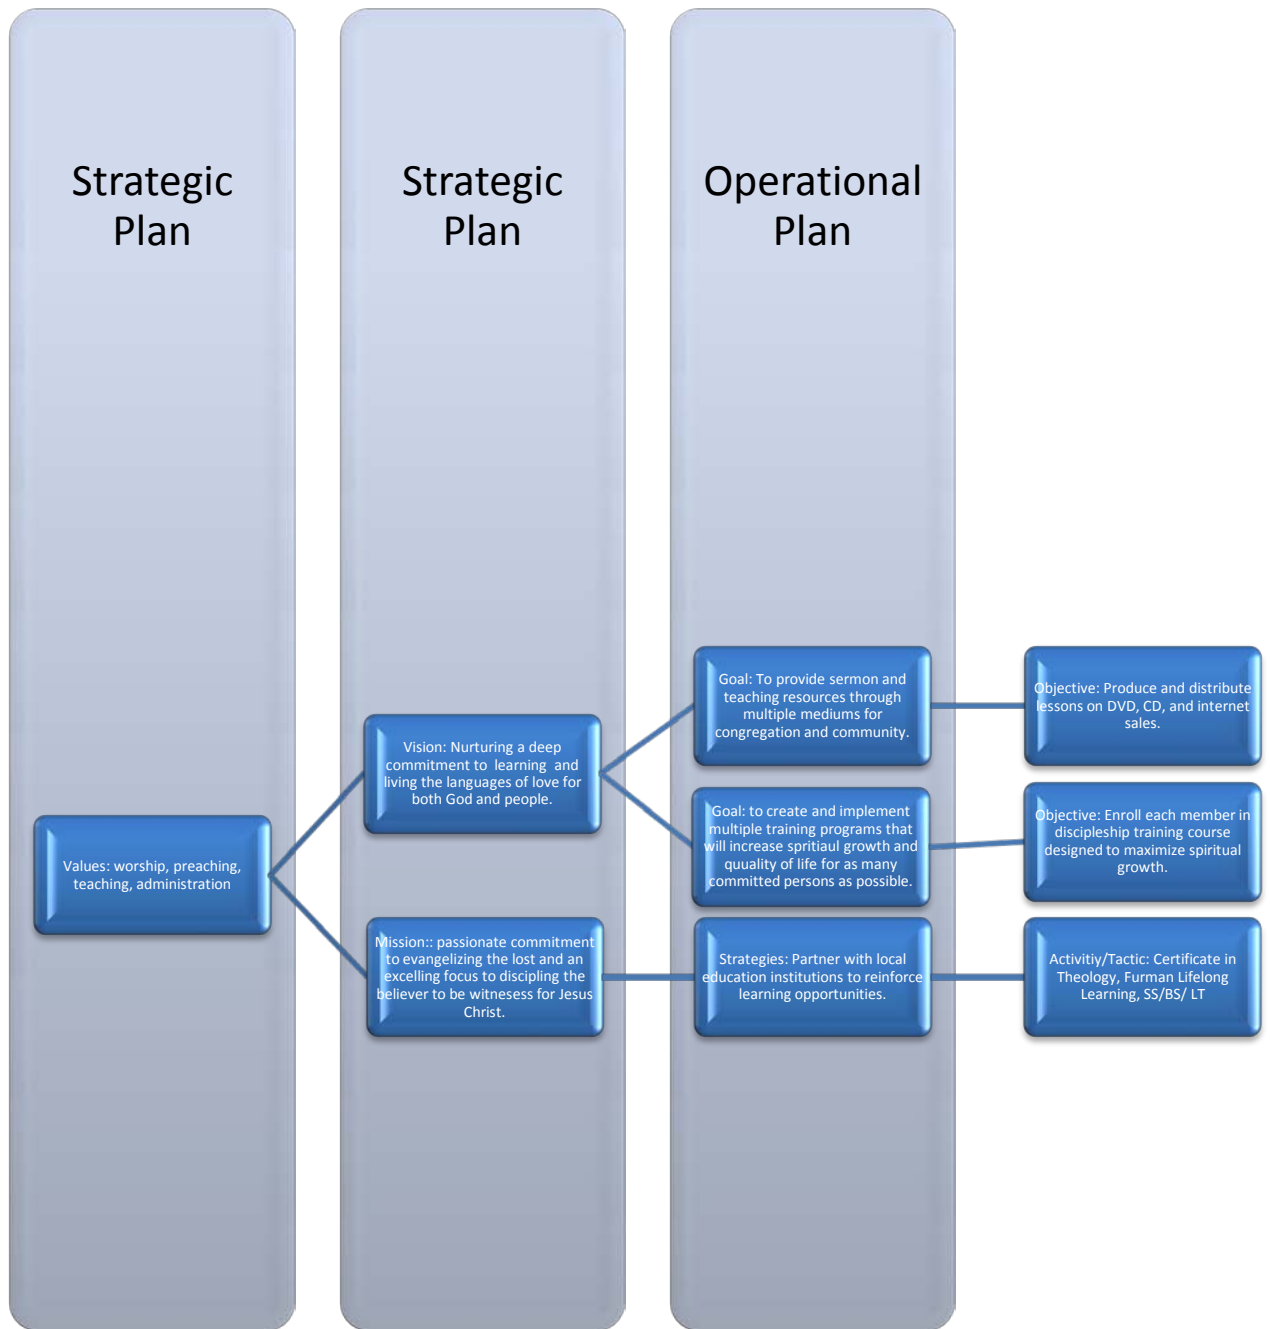 Strategic
Plan
Strategic
Plan
Operational
Plan
Values: worship, preaching,
teaching, administration
Vision: Nurturing a deep
commitment to  learning  and
living the languages of love for
both God and people.
Mission:: passionate commitment
to evangelizing the lost and an
excelling focus to discipling the
believer to be witnesess for Jesus
Christ.
Goal: To provide sermon and
teaching resources through
multiple mediums for
congregation and community.
Goal: to create and implement
multiple training programs that
will increase spritiaul growth and
quuality of life for as many
committed persons as possible.
Strategies: Partner with local
education institutions to reinforce
learning opportunities.
Objective: Produce and distribute
lessons on DVD, CD, and internet
sales.
Objective: Enroll each member in
discipleship training course
designed to maximize spiritual
growth.
Activitiy/Tactic: Certificate in
Theology, Furman Lifelong
Learning, SS/BS/ LT